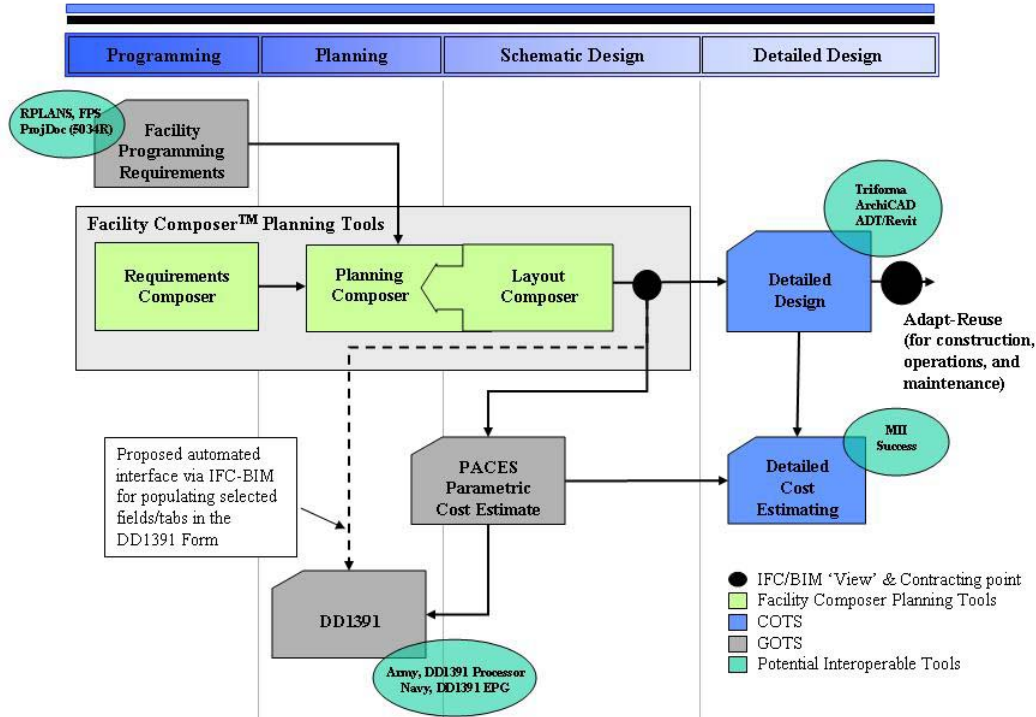 Programming
Planning
Schematic Design
Detailed Design
RPLANS, FPS
ProjDoc (5034R)
Facility
Programming
Requirements
Triforma
ArchiCAD
ADT/Revit
Facility Composer™ Planning Tools
Requirements
Composer
Planning
Composer
Layout
Composer
Detailed
Design
Adapt-Reuse
(for construction,
operations, and
maintenance)
MII
Success
Proposed automated
interface via IFC-BIM
for populating selected
fields/tabs in the
DD1391 Form
PACES
Parametric
Cost Estimate
Detailed
Cost
Estimating
DD1391
Army, DD1391 Processor
Navy, DD1391 EPG
IFC/BIM ‘View’ & Contracting point
Facility Composer Planning Tools
COTS
GOTS
Potential Interoperable Tools